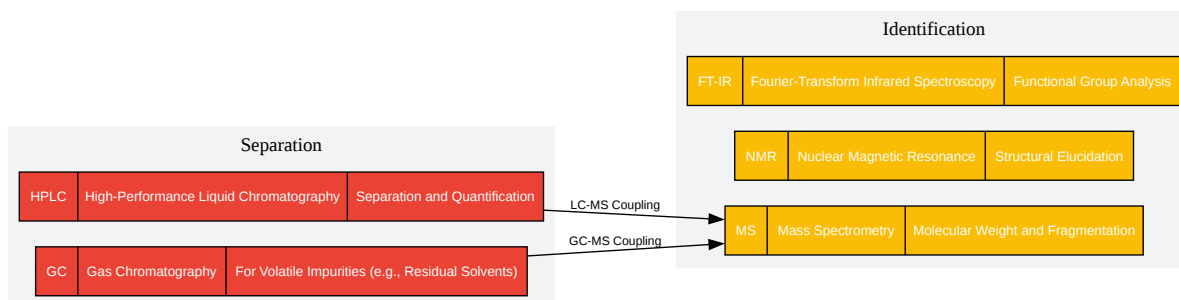 Identification
FT-IR Fourier-Transform Infrared Spectroscopy Functional Group Analysis
NMR Nuclear Magnetic Resonance Structural Elucidation
MS Mass Spectrometry Molecular Weight and Fragmentation
Separation
HPLC High-Performance Liquid Chromatography Separation and Quantification
GC Gas Chromatography For Volatile Impurities (e.g., Residual Solvents)
LC-MS Coupling
GC-MS Coupling